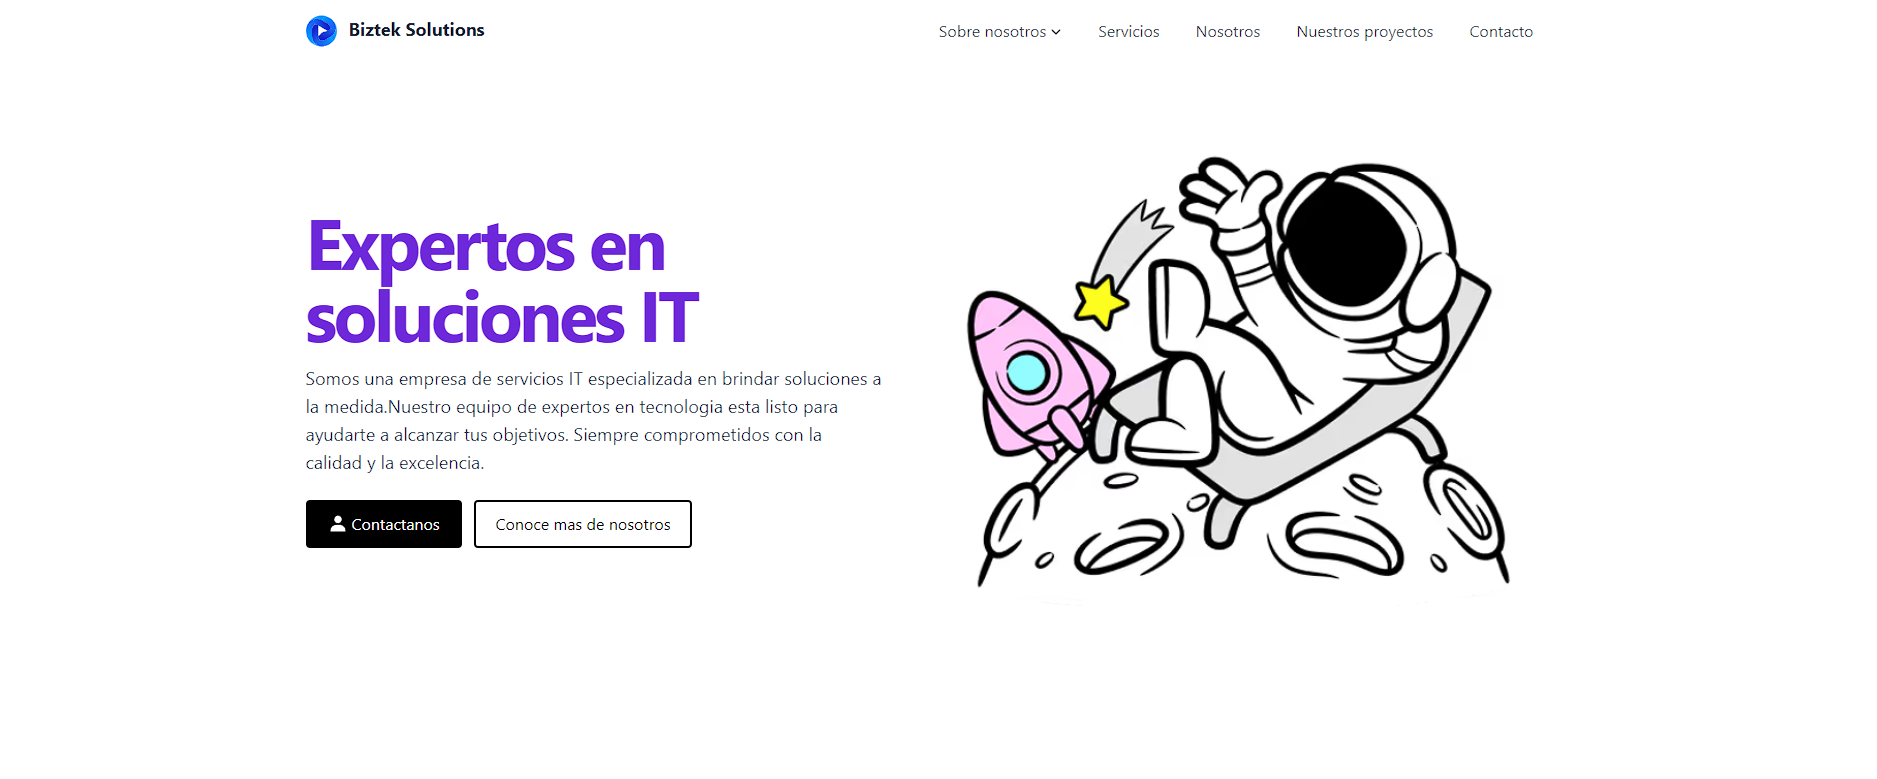 Biztek Solutions
Sobre nosotros
Servicios
Nosotros
Nuestros proyectos
Contacto
Expertos en
soluciones IT
Somos una empresa de servicios IT especializada en brindar soluciones a
la medida.Nuestro equipo de expertos en tecnologia esta listo para
ayudarte a alcanzar tus objetivos. Siempre comprometidos con la
calidad y la excelencia.
Contactanos
Conoce mas de nosotros